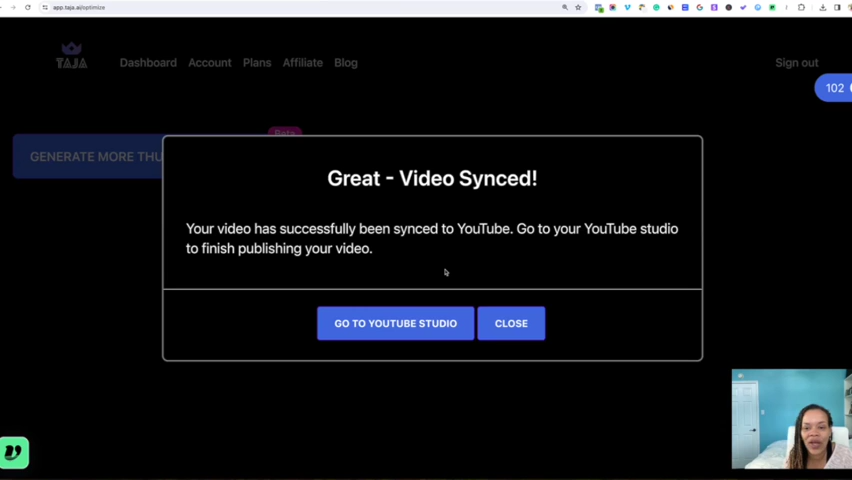 app.taja.ai/optimize
TAJA
Dashboard Account Plans Affiliate Blog
Sign out
102
Beta
GENERATE MORE THU
Great - Video Synced!
Your video has successfully been synced to YouTube. Go to your YouTube studio
to finish publishing your video.
GO TO YOUTUBE STUDIO
CLOSE